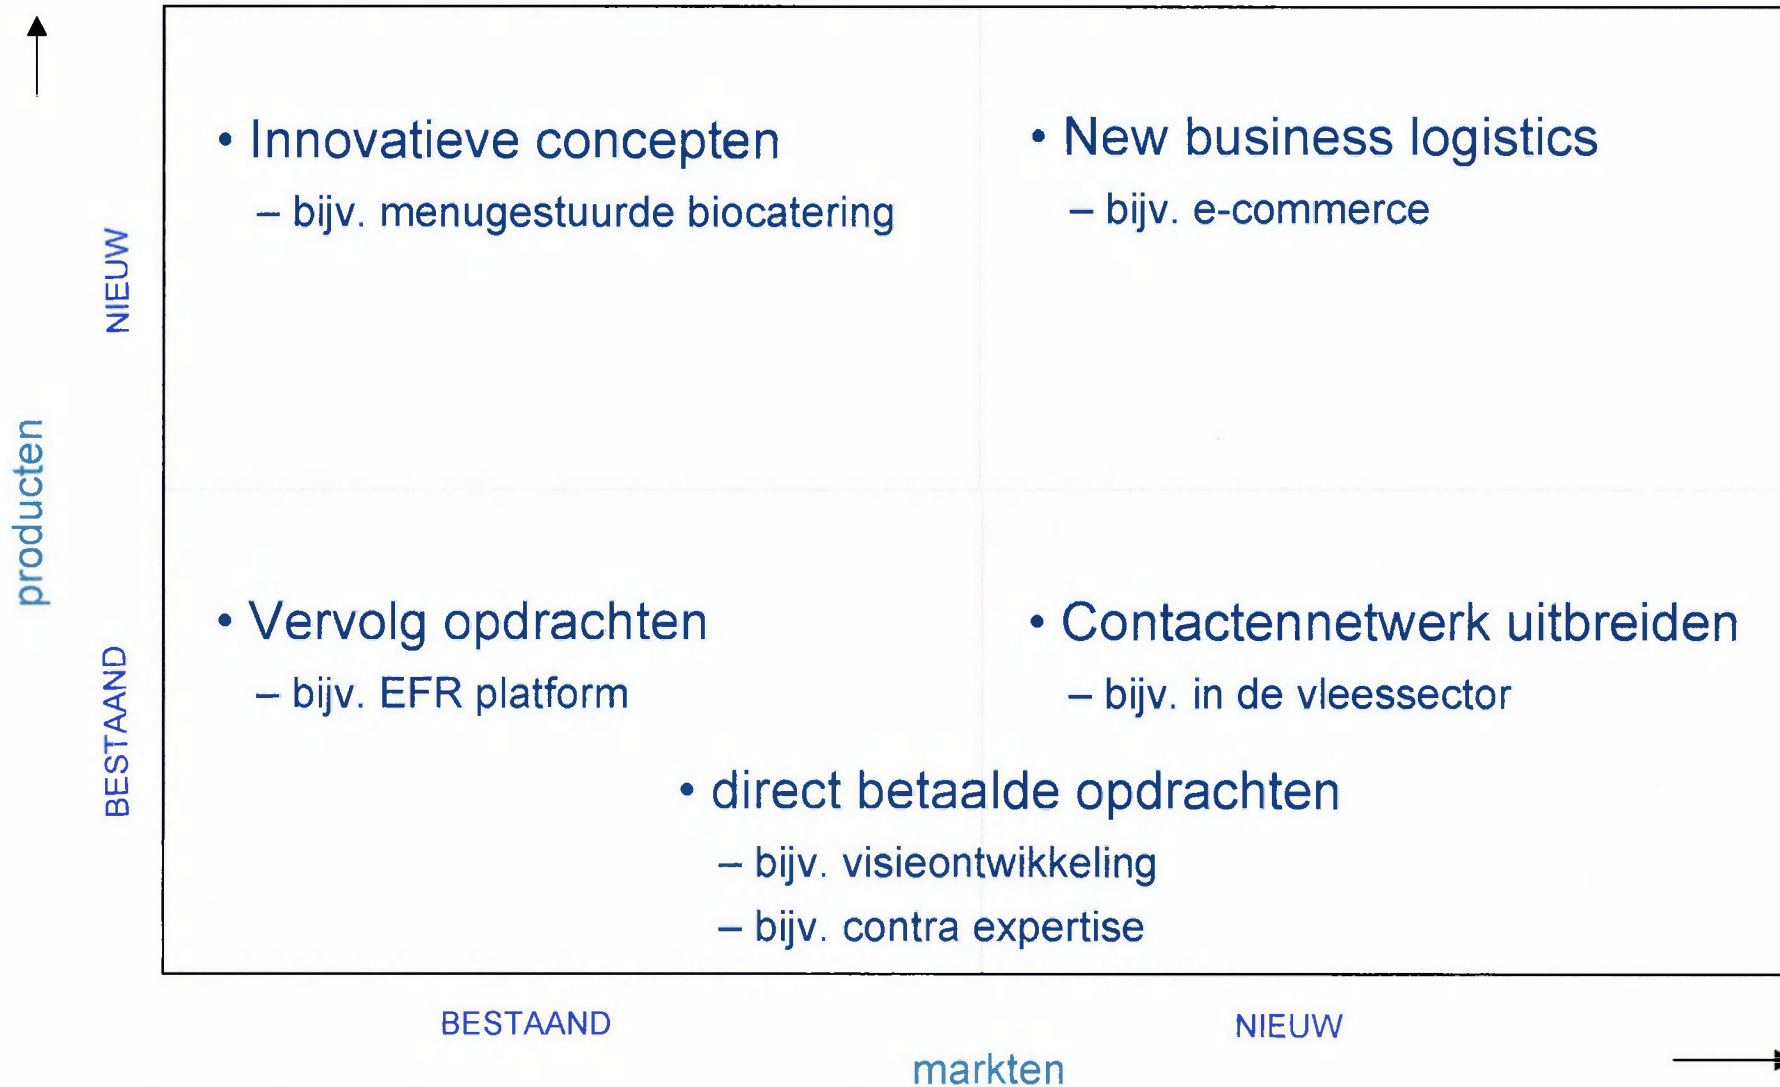 • Innovatieve concepten
– bijv. menugestuurde biocatering
• New business logistics
– bijv. e-commerce
NIEUW
producten
• Vervolg opdrachten
– bijv. EFR platform
• Contactennetwerk uitbreiden
– bijv. in de vleessector
BESTAAND
• direct betaalde opdrachten
– bijv. visieontwikkeling
– bijv. contra expertise
BESTAAND
NIEUW
markten